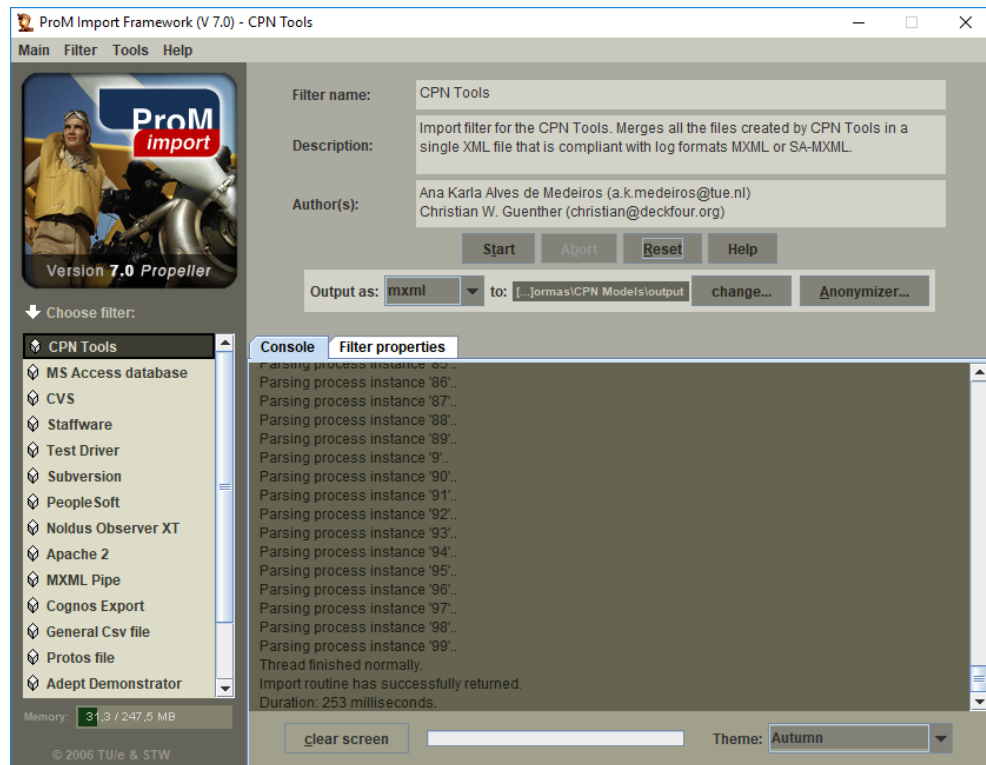 ProM Import Framework (V 7.0) - CPN Tools
Main Filter Tools Help
ProM
import
Version 7.0 Propeller
Choose filter:
CPN Tools
MS Access database
CVS
Staffware
Test Driver
Subversion
PeopleSoft
Noldus Observer XT
Apache 2
MXML Pipe
Cognos Export
General Csv file
Protos file
Adept Demonstrator
Memory: 31,3 / 247,5 MB
© 2006 TU/e & STW
Filter name: CPN Tools
Description: Import filter for the CPN Tools. Merges all the files created by CPN Tools in a
single XML file that is compliant with log formats MXML or SA-MXML.
Author(s): Ana Karla Alves de Medeiros (a.k.medeiros@tue.nl)
Christian W. Guenther (christian@deckfour.org)
Start Abort Reset Help
Output as: mxml to: [...]ormas\CPN Models\output change... Anonymizer...
Console Filter properties
Parsing process instance '85'..
Parsing process instance '86'..
Parsing process instance '87'..
Parsing process instance '88'..
Parsing process instance '89'..
Parsing process instance '9'..
Parsing process instance '90'..
Parsing process instance '91'..
Parsing process instance '92'..
Parsing process instance '93'..
Parsing process instance '94'..
Parsing process instance '95'..
Parsing process instance '96'..
Parsing process instance '97'..
Parsing process instance '98'..
Parsing process instance '99'..
Thread finished normally.
Import routine has successfully returned.
Duration: 253 milliseconds.
clear screen Theme: Autumn